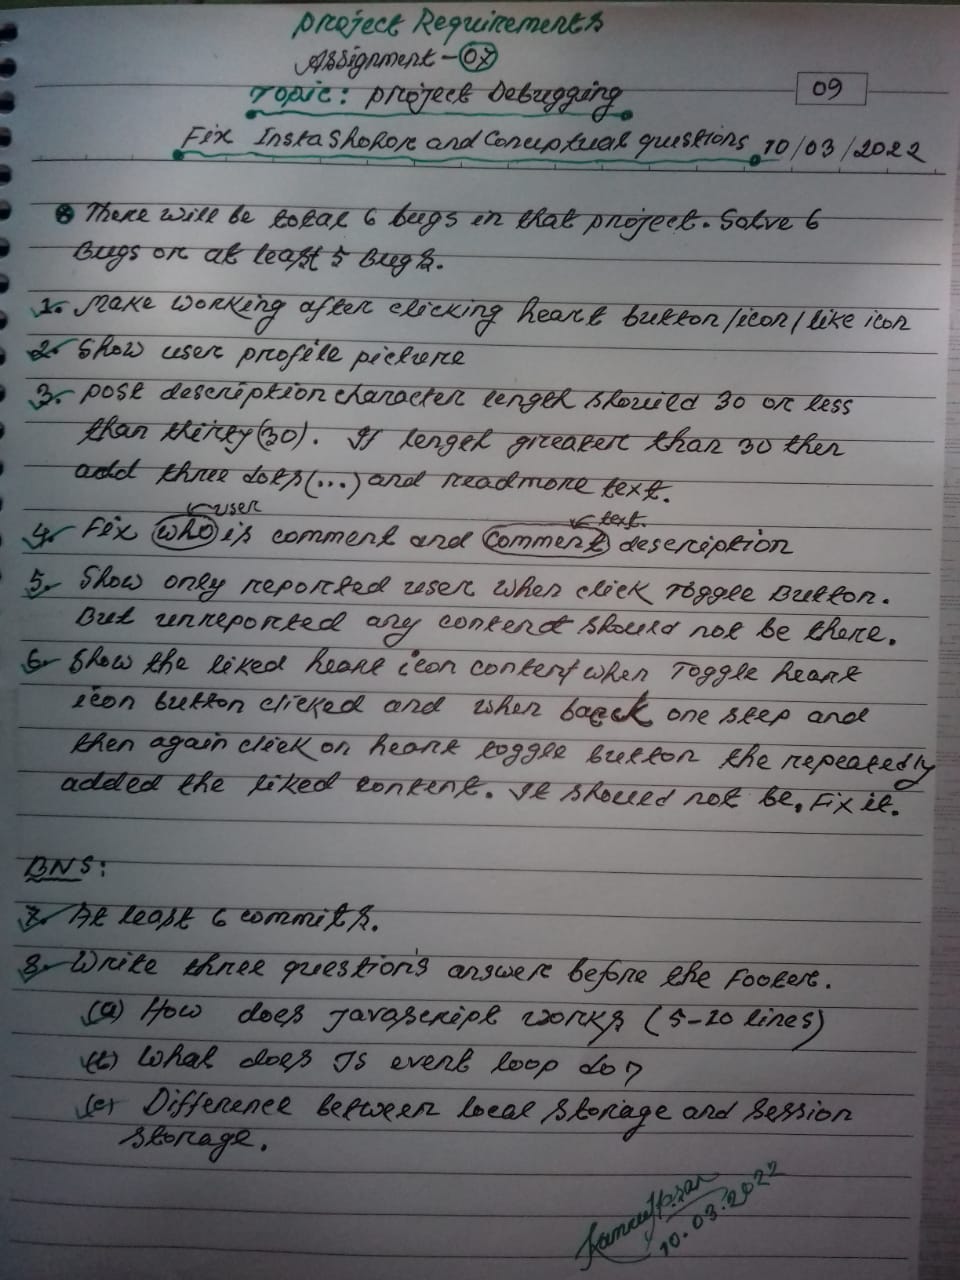 Project Requirements
Assignment-07
Topic: Project Debugging
09
Fix InstaShohor and Conceptual questions 10/03/2022
There will be total 6 bugs in that project. Solve 6
Bugs or at least 5 Bugs.
1. Make working after clicking heart button/icon/like icon
2. Show user profile picture
3. Post description character length should 30 or less
than thirty(30). If length greater than 30 then
add three dots(...) and readmore text.
user
text.
4. Fix who is comment and comment description
5. Show only reported user when click Toggle Button.
But unreported any content should not be there.
6. Show the liked heart icon content when Toggle heart
icon button clicked and when back one step and
then again click on heart toggle button the repeatedly
added the liked content. It should not be, Fix it.
BNS:
7. At least 6 commits.
8. Write three question's answer before the Footer.
(a) How does javascript works (5-10 lines)
(b) What does JS event loop do?
(c) Difference between local storage and session
storage.
10.03.2022